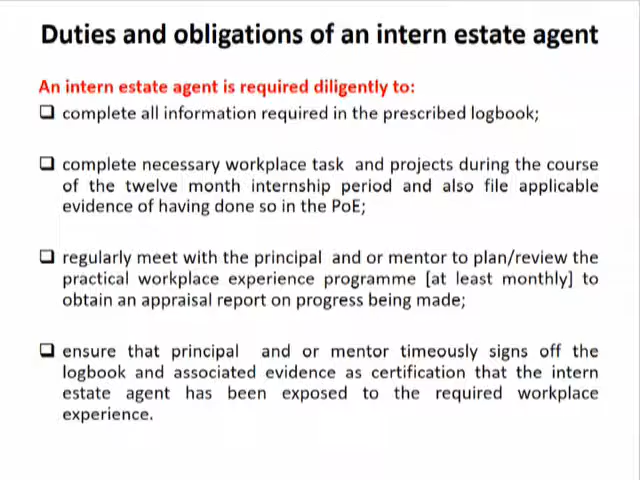 Duties and obligations of an intern estate agent
An intern estate agent is required diligently to:
❑ complete all information required in the prescribed logbook;
❑ complete necessary workplace task and projects during the course
of the twelve month internship period and also file applicable
evidence of having done so in the PoE;
❑ regularly meet with the principal and or mentor to plan/review the
practical workplace experience programme [at least monthly] to
obtain an appraisal report on progress being made;
❑ ensure that principal and or mentor timeously signs off the
logbook and associated evidence as certification that the intern
estate agent has been exposed to the required workplace
experience.